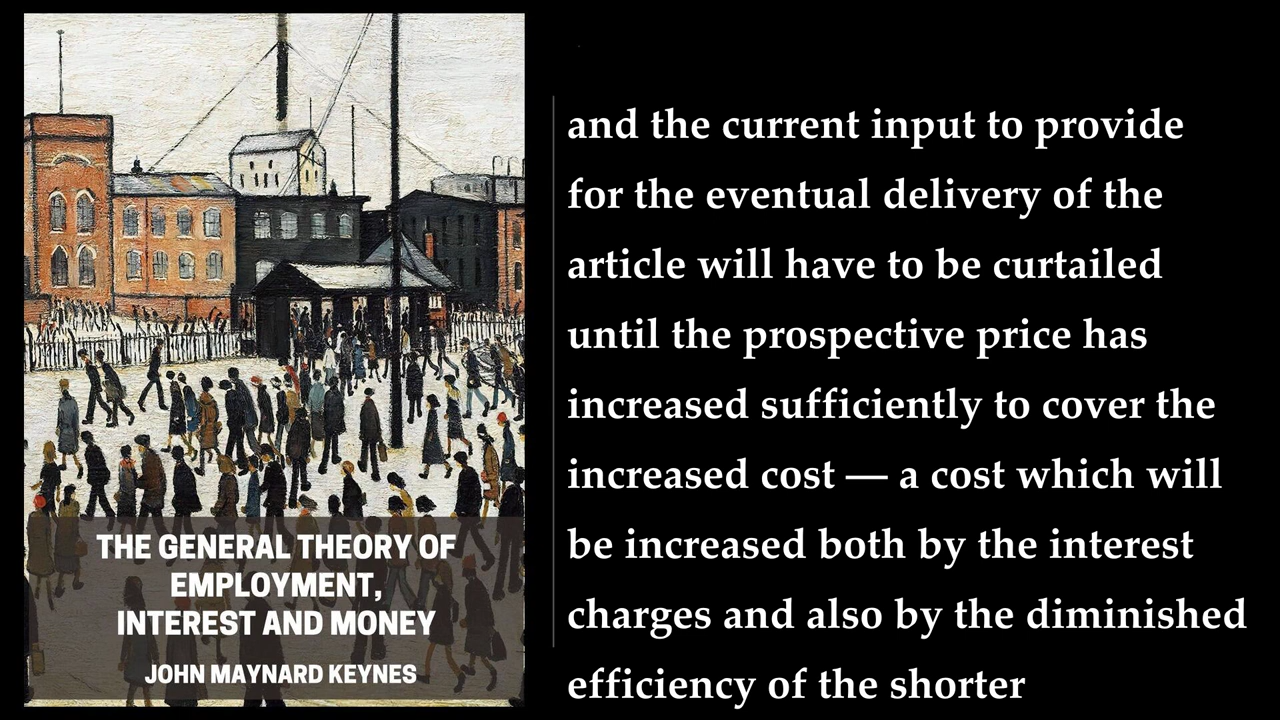 THE GENERAL THEORY OF
EMPLOYMENT,
INTEREST AND MONEY
JOHN MAYNARD KEYNES
and the current input to provide
for the eventual delivery of the
article will have to be curtailed
until the prospective price has
increased sufficiently to cover the
increased cost — a cost which will
be increased both by the interest
charges and also by the diminished
efficiency of the shorter